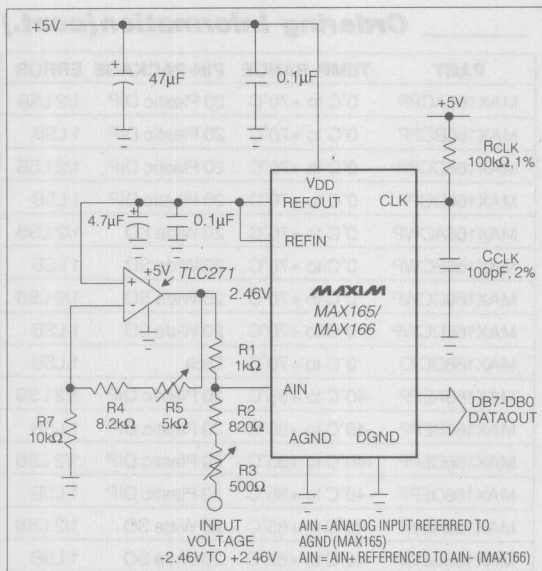 +5V
47µF
0.1µF
+5V
RCLK
100kΩ, 1%
VDD
REFOUT
CLK
4.7µF
0.1µF
REFIN
+5V
TLC271
2.46V
MAXIM
MAX165/
MAX166
CCLK
100pF, 2%
R1
1kΩ
AIN
R4
8.2kΩ
R5
5kΩ
R2
820Ω
R7
10kΩ
R3
500Ω
AGND
DGND
DB7-DB0
DATAOUT
INPUT
VOLTAGE
-2.46V TO +2.46V
AIN = ANALOG INPUT REFERRED TO
AGND (MAX165)
AIN = AIN+ REFERENCED TO AIN- (MAX166)